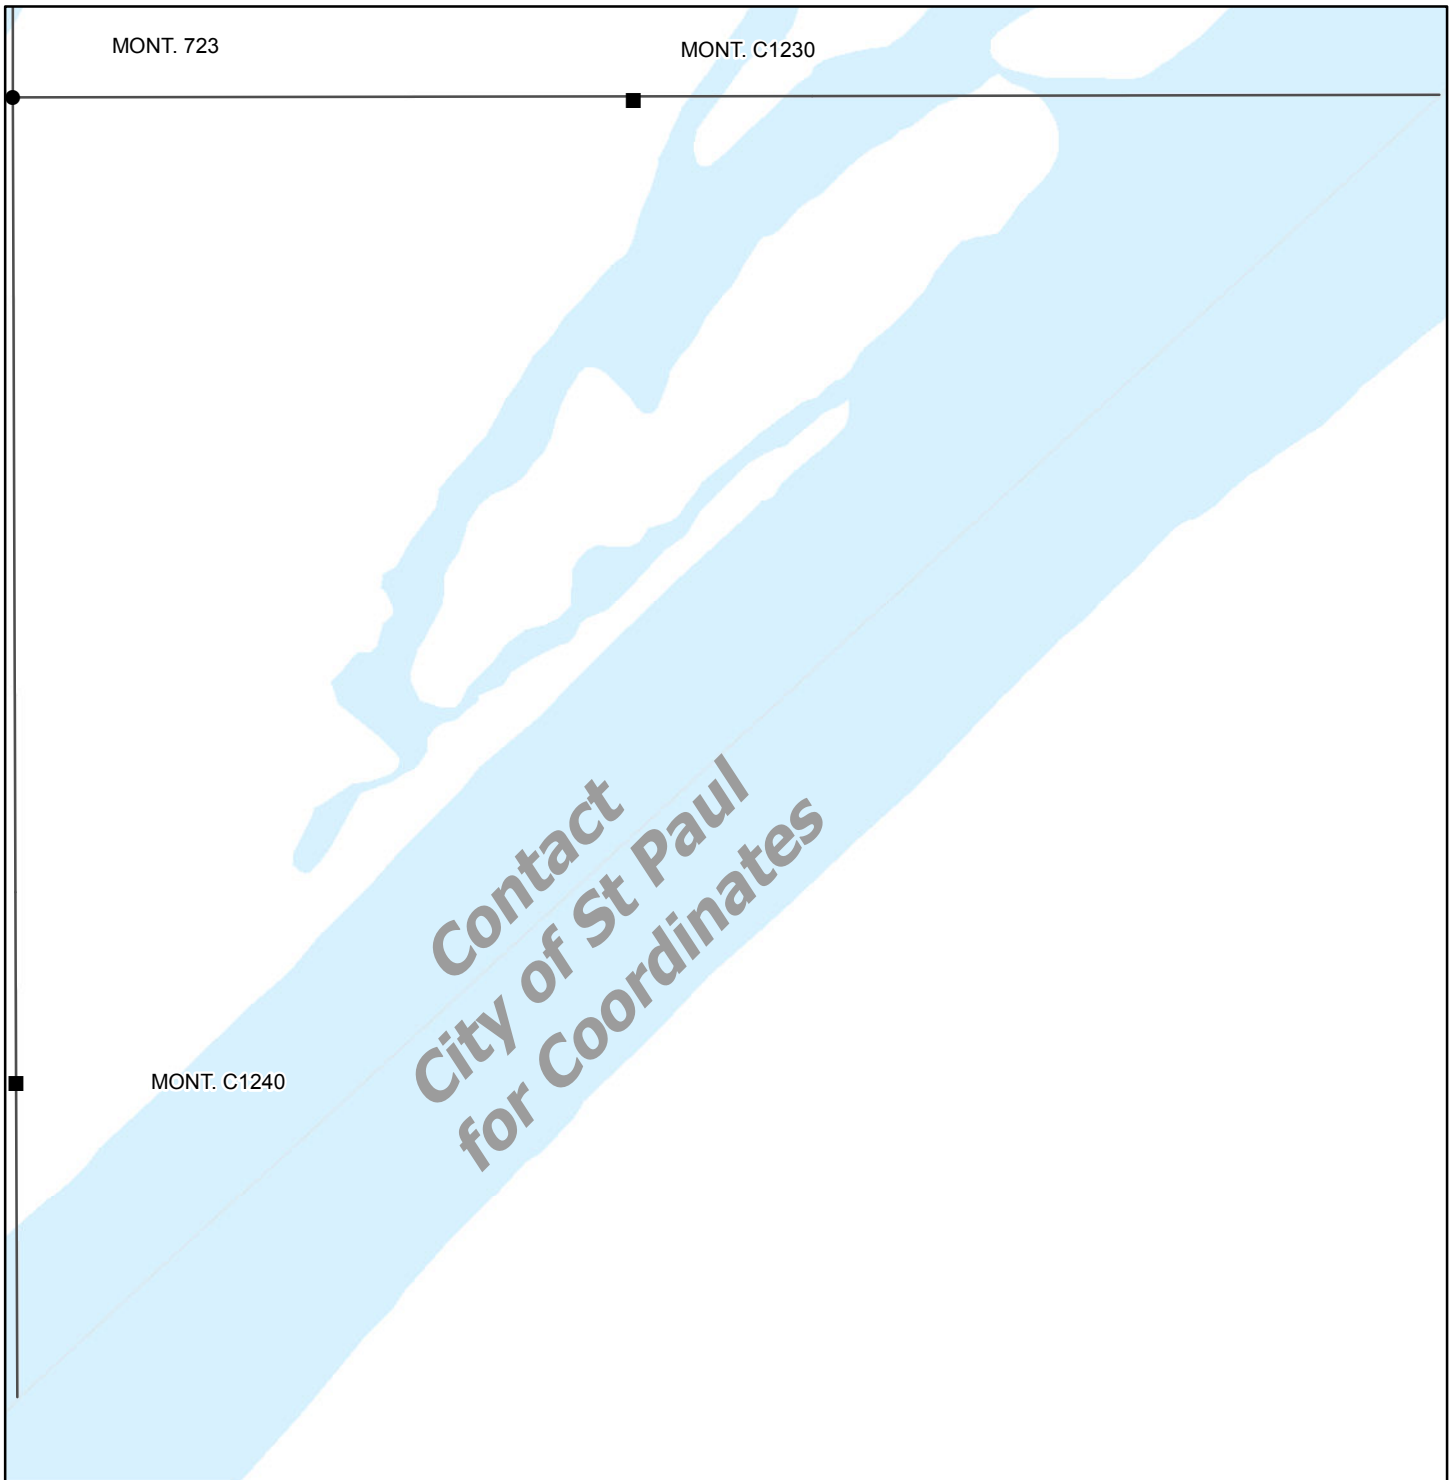 MONT. 723
MONT. C1230
Contact
City of St Paul
for Coordinates
MONT. C1240